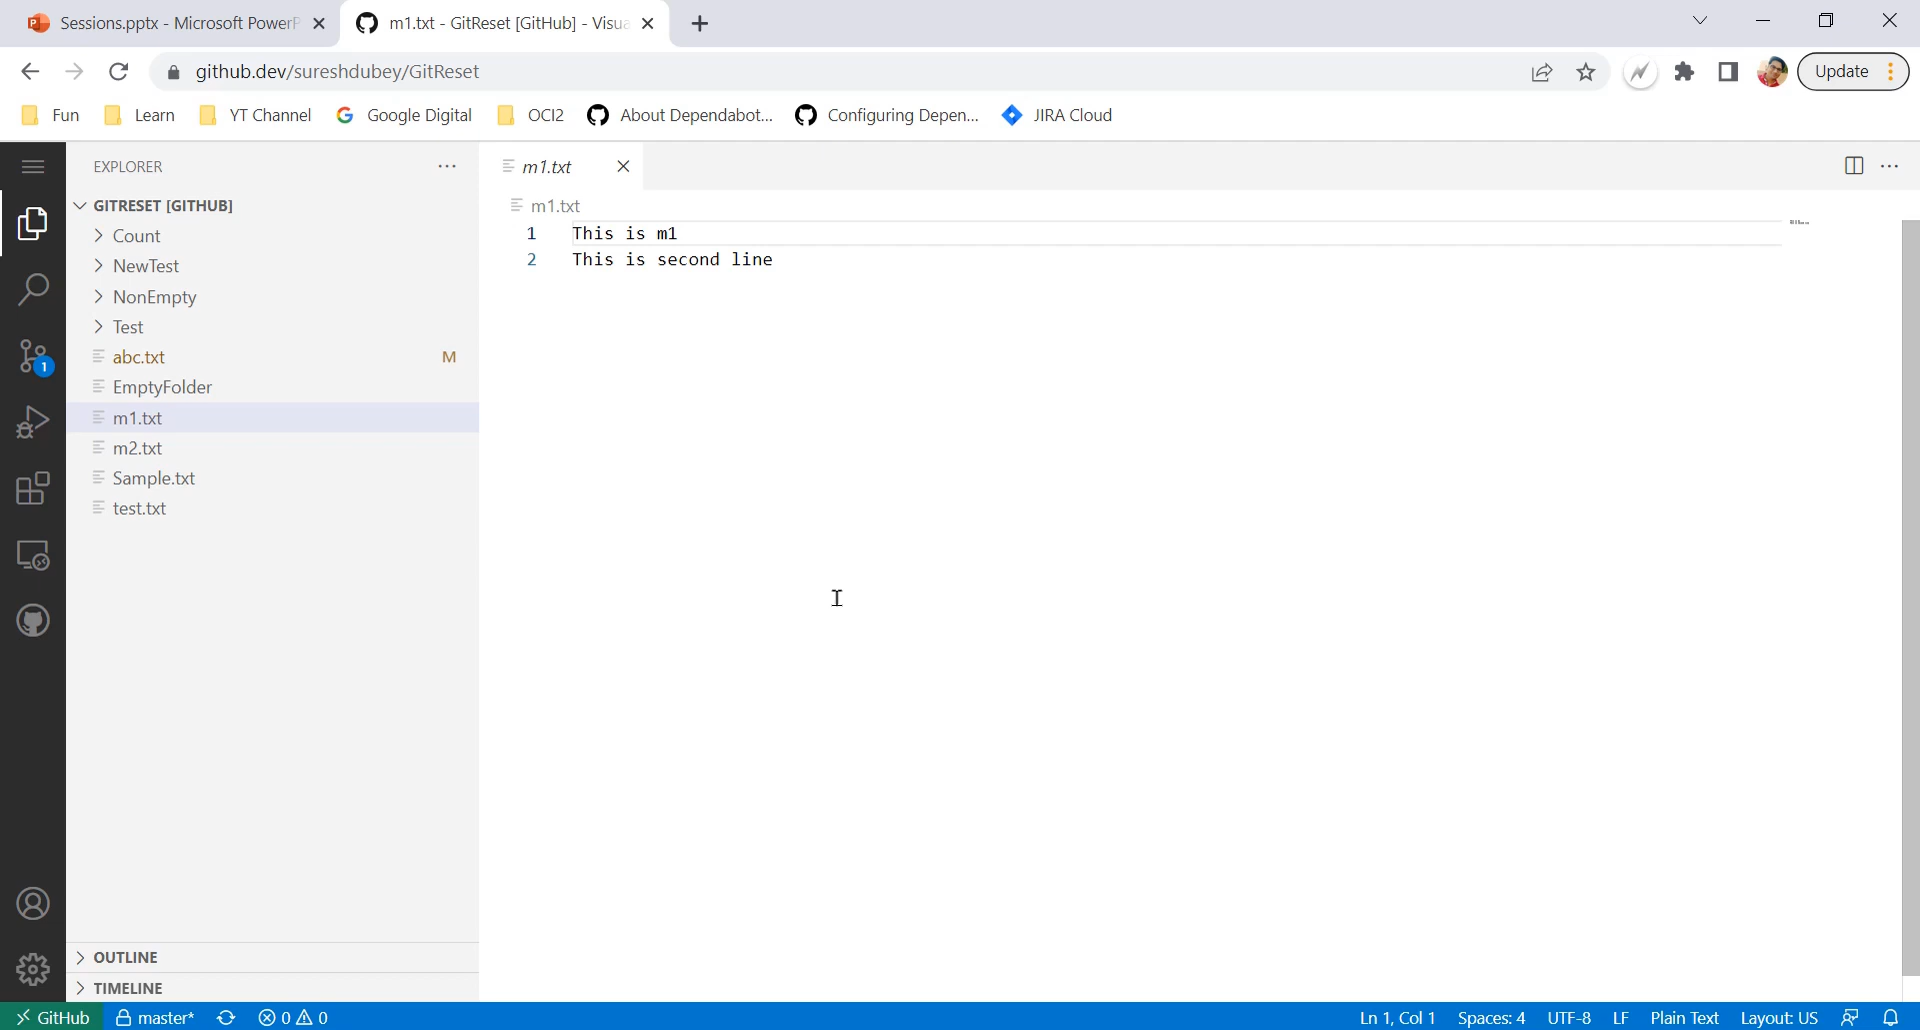 Sessions.pptx - Microsoft PowerP
m1.txt - GitReset [GitHub] - Visua
github.dev/sureshdubey/GitReset
Update
Fun
Learn
YT Channel
Google Digital
OCI2
About Dependabot...
Configuring Depen...
JIRA Cloud
EXPLORER
GITRESET [GITHUB]
Count
NewTest
NonEmpty
Test
abc.txt M
EmptyFolder
m1.txt
m2.txt
Sample.txt
test.txt
1
OUTLINE
TIMELINE
m1.txt
m1.txt
1 This is m1
2 This is second line
GitHub master* 0 0 Ln 1, Col 1 Spaces: 4 UTF-8 LF Plain Text Layout: US